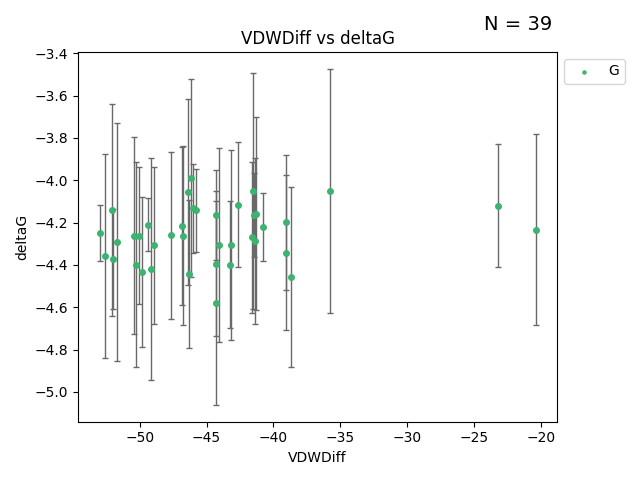 N = 39
VDWDiff vs deltaG
G
deltaG
−3.4
−3.6
−3.8
−4.0
−4.2
−4.4
−4.6
−4.8
−5.0
−50 −45 −40 −35 −30 −25 −20
VDWDiff